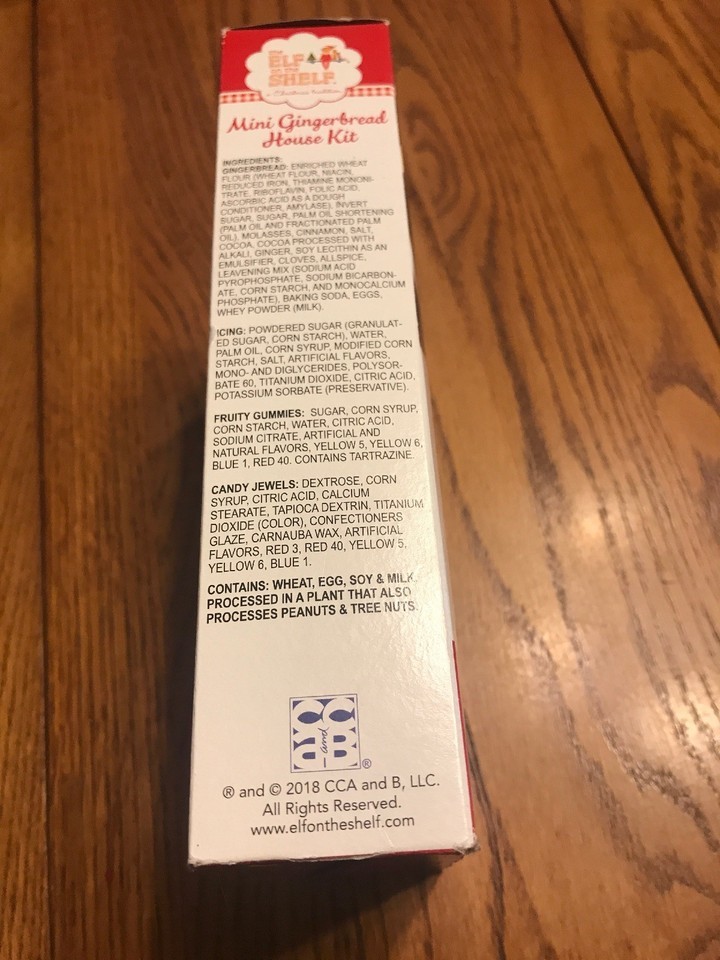 The
ELF
on the
SHELF
a Christmas tradition
Mini Gingerbread
House Kit
INGREDIENTS:
GINGERBREAD: ENRICHED WHEAT
FLOUR (WHEAT FLOUR, NIACIN,
REDUCED IRON, THIAMINE MONONI-
TRATE, RIBOFLAVIN, FOLIC ACID,
ASCORBIC ACID AS A DOUGH
CONDITIONER, AMYLASE), INVERT
SUGAR, SUGAR, PALM OIL SHORTENING
(PALM OIL AND FRACTIONATED PALM
OIL), MOLASSES, CINNAMON, SALT,
COCOA, COCOA PROCESSED WITH
ALKALI, GINGER, SOY LECITHIN AS AN
EMULSIFIER, CLOVES, ALLSPICE,
LEAVENING MIX (SODIUM ACID
PYROPHOSPHATE, SODIUM BICARBON-
ATE, CORN STARCH, AND MONOCALCIUM
PHOSPHATE), BAKING SODA, EGGS,
WHEY POWDER (MILK).
ICING: POWDERED SUGAR (GRANULAT-
ED SUGAR, CORN STARCH), WATER,
PALM OIL, CORN SYRUP, MODIFIED CORN
STARCH, SALT, ARTIFICIAL FLAVORS,
MONO- AND DIGLYCERIDES, POLYSOR-
BATE 60, TITANIUM DIOXIDE, CITRIC ACID,
POTASSIUM SORBATE (PRESERVATIVE).
FRUITY GUMMIES: SUGAR, CORN SYRUP,
CORN STARCH, WATER, CITRIC ACID,
SODIUM CITRATE, ARTIFICIAL AND
NATURAL FLAVORS, YELLOW 5, YELLOW 6,
BLUE 1, RED 40. CONTAINS TARTRAZINE.
CANDY JEWELS: DEXTROSE, CORN
SYRUP, CITRIC ACID, CALCIUM
STEARATE, TAPIOCA DEXTRIN, TITANIUM
DIOXIDE (COLOR), CONFECTIONERS
GLAZE, CARNAUBA WAX, ARTIFICIAL
FLAVORS, RED 3, RED 40, YELLOW 5,
YELLOW 6, BLUE 1.
CONTAINS: WHEAT, EGG, SOY & MILK.
PROCESSED IN A PLANT THAT ALSO
PROCESSES PEANUTS & TREE NUTS.
®
® and © 2018 CCA and B, LLC.
All Rights Reserved.
www.elfontheshelf.com